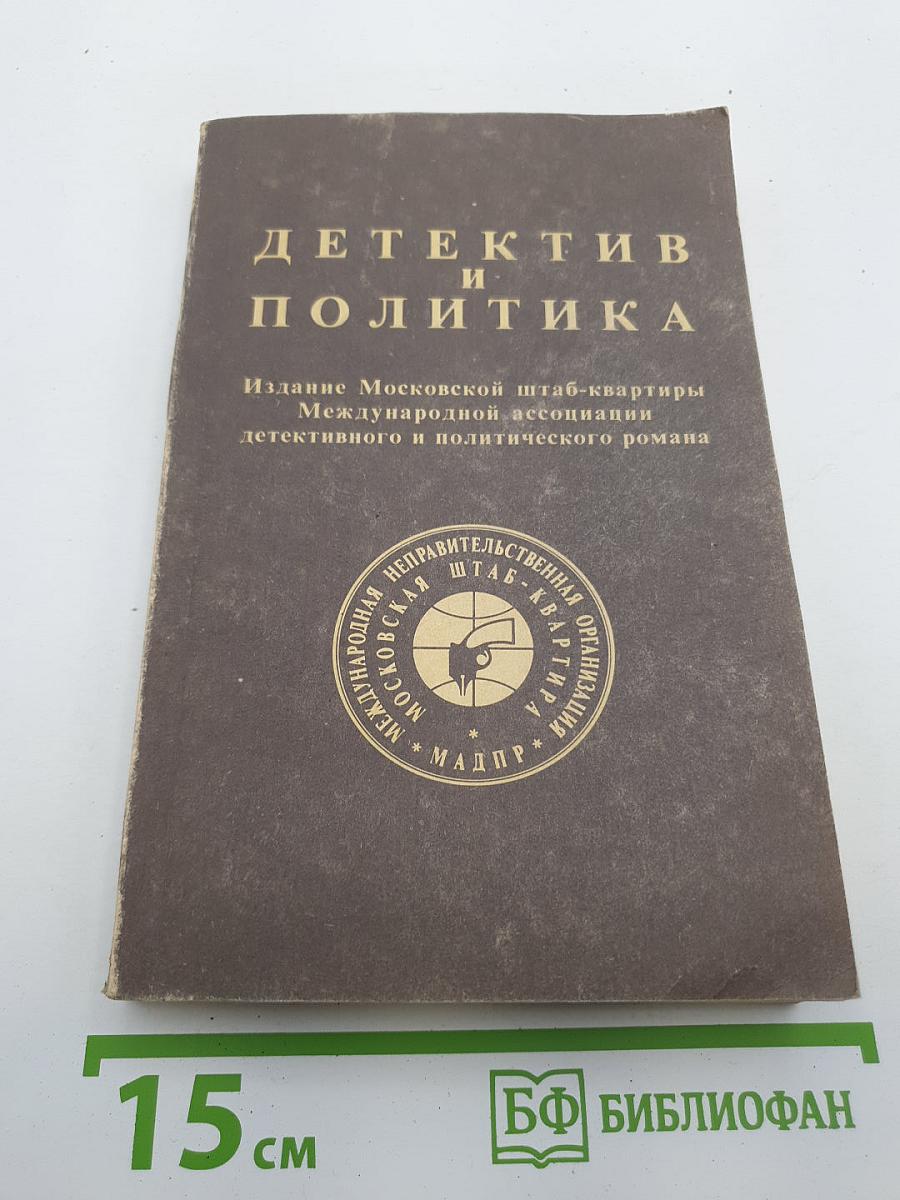 ДЕТЕКТИВ
и
ПОЛИТИКА
Издание Московской штаб-квартиры
Международной ассоциации
детективного и политического романа
МЕЖДУНАРОДНАЯ НЕПРАВИТЕЛЬСТВЕННАЯ ОРГАНИЗАЦИЯ
МОСКОВСКАЯ ШТАБ-КВАРТИРА
* МАДПР *
15 см
БФ БИБЛИОФАН